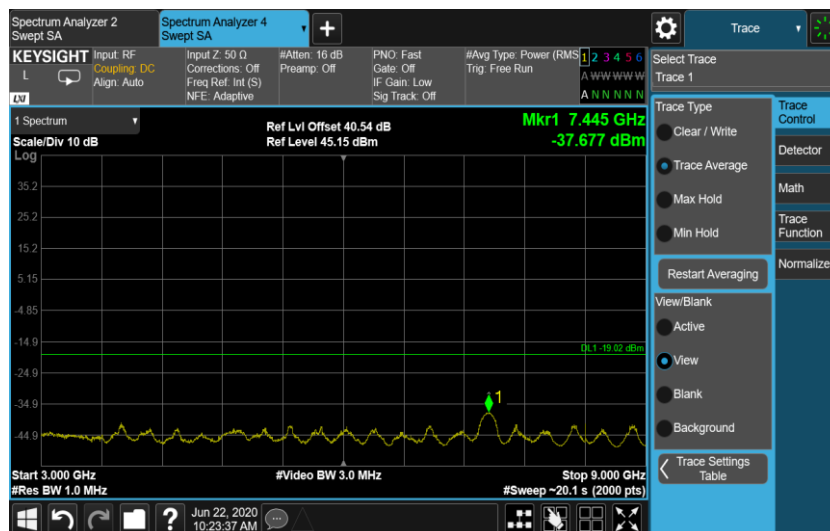 Spectrum Analyzer 2
Swept SA
Spectrum Analyzer 4
Swept SA
Trace
KEYSIGHT
L
LXI
Input: RF
Coupling: DC
Align: Auto
Input Z: 50 Ω
Corrections: Off
Freq Ref: Int (S)
NFE: Adaptive
#Atten: 16 dB
Preamp: Off
PNO: Fast
Gate: Off
IF Gain: Low
Sig Track: Off
#Avg Type: Power (RMS
Trig: Free Run
1 2 3 4 5 6
A W W W W W
A N N N N N
Select Trace
Trace 1
1 Spectrum
Scale/Div 10 dB
Log
Ref Lvl Offset 40.54 dB
Ref Level 45.15 dBm
Mkr1 7.445 GHz
-37.677 dBm
35.2
25.2
15.2
5.15
-4.85
-14.9
-24.9
-34.9
-44.9
DL1 -19.02 dBm
1
Start 3.000 GHz
#Res BW 1.0 MHz
#Video BW 3.0 MHz
Stop 9.000 GHz
#Sweep ~20.1 s (2000 pts)
Trace Type
Clear / Write
Trace Average
Max Hold
Min Hold
Restart Averaging
View/Blank
Active
View
Blank
Background
Trace Settings
Table
Trace
Control
Detector
Math
Trace
Function
Normalize
?
Jun 22, 2020
10:23:37 AM